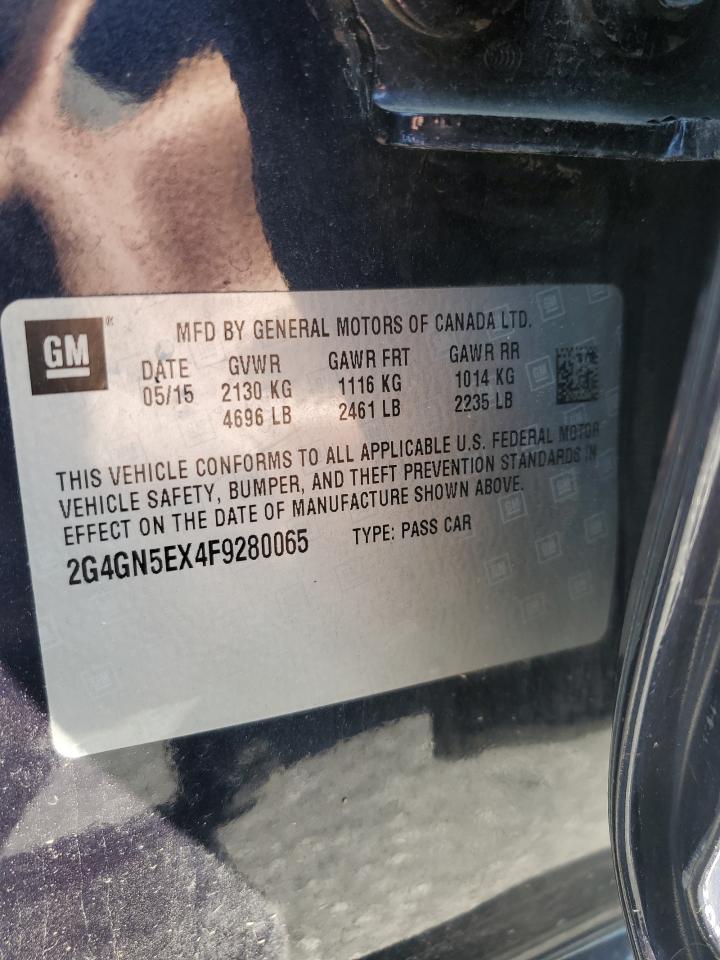 GM
MFD BY GENERAL MOTORS OF CANADA LTD.
DATE GVWR GAWR FRT GAWR RR
05/15 2130 KG 1116 KG 1014 KG
4696 LB 2461 LB 2235 LB
THIS VEHICLE CONFORMS TO ALL APPLICABLE U.S. FEDERAL MOTOR
VEHICLE SAFETY, BUMPER, AND THEFT PREVENTION STANDARDS IN
EFFECT ON THE DATE OF MANUFACTURE SHOWN ABOVE.
2G4GN5EX4F9280065 TYPE: PASS CAR